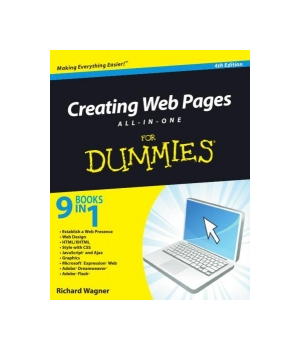 Making Everything Easier!™
4th Edition
Creating Web Pages
ALL-IN-ONE
FOR
DUMMIES®
9 BOOKS IN 1
• Establish a Web Presence
• Web Design
• HTML/XHTML
• Style with CSS
• JavaScript® and Ajax
• Graphics
• Microsoft® Expression® Web
• Adobe® Dreamweaver®
• Adobe® Flash®
Richard Wagner